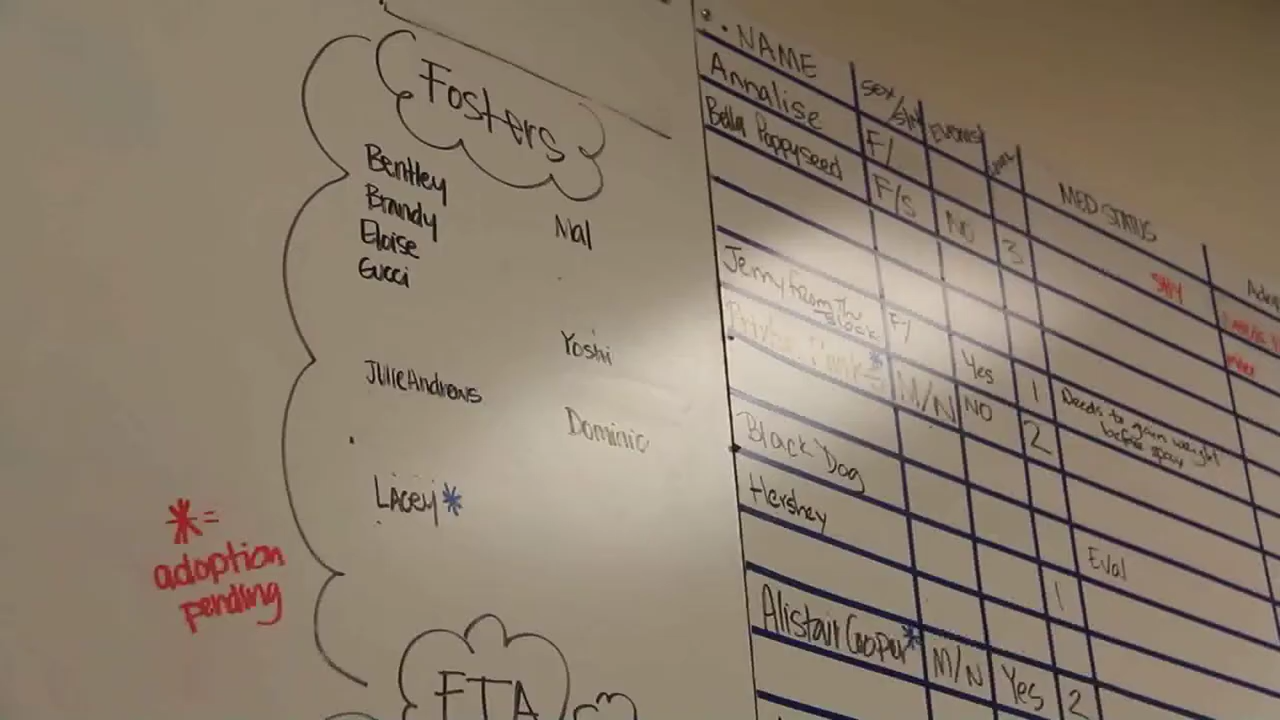 Fosters
Bentley
Brandy
Nal
Eloise
Gucci
Yoshi
JulieAndrews
Dominic
Lacey*
*=
adoption
pending
FTA
NAME
MED STATUS
Annalise
F/
Bella Poppyseed
F/S
NO
3
Jerry From The
Block
F/
Yes
1
Needs to gain weight
before spay
M/N
NO
2
Black Dog
Eval
Hershey
1
Alistair Cooper*
M/N
Yes
2